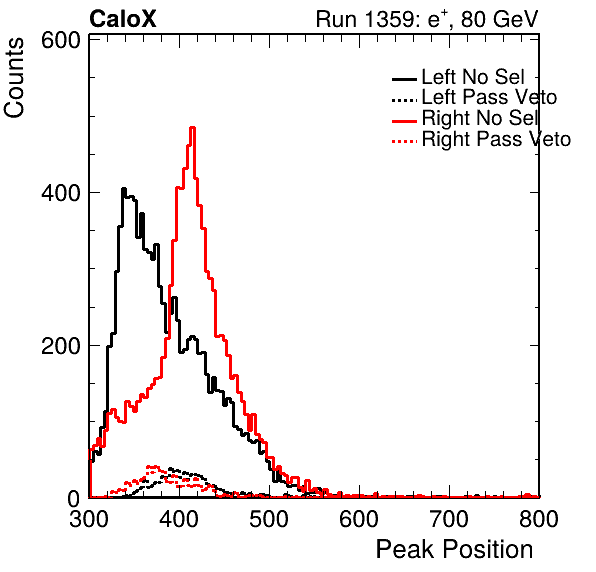 CaloX Run 1359: e⁺, 80 GeV
Counts
600
400
200
0
Left No Sel
Left Pass Veto
Right No Sel
Right Pass Veto
300 400 500 600 700 800
Peak Position